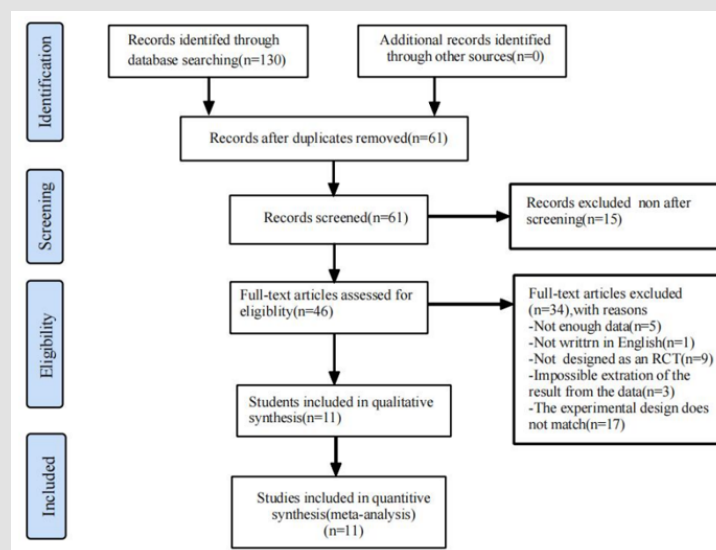 Identification
Records identifed through
database searching(n=130)
Additional records identified
through other sources(n=0)
Records after duplicates removed(n=61)
Screening
Records screened(n=61)
Records excluded non after
screening(n=15)
Eligibility
Full-text articles assessed for
eligiblity(n=46)
Full-text articles excluded
(n=34),with reasons
-Not enough data(n=5)
-Not writtrn in English(n=1)
-Not designed as an RCT(n=9)
-Impossible extration of the
result from the data(n=3)
-The experimental design does
not match(n=17)
Students included in qualitative
synthesis(n=11)
Included
Studies included in quantitive
synthesis(meta-analysis)
(n=11)